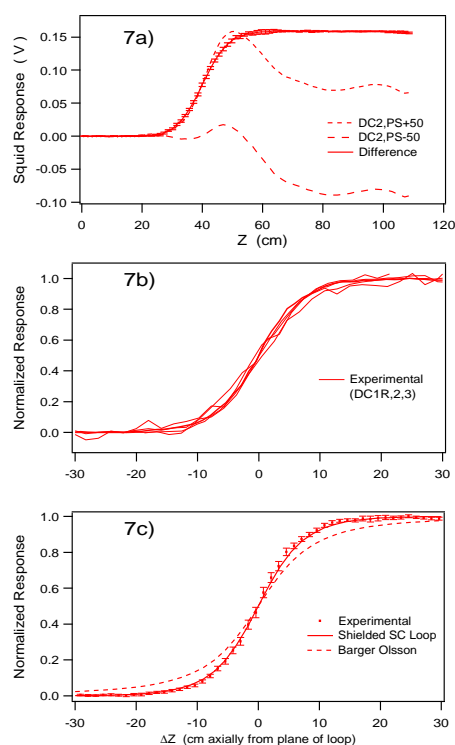 7a)
Squid Response ( V )
0.15
0.10
0.05
0.00
-0.05
-0.10
DC2,PS+50
DC2,PS-50
Difference
0 20 40 60 80 100 120
Z (cm)
7b)
Normalized Response
1.0
0.8
0.6
0.4
0.2
0.0
Experimental
(DC1R,2,3)
-30 -20 -10 0 10 20 30
7c)
Normalized Response
1.0
0.8
0.6
0.4
0.2
0.0
Experimental
Shielded SC Loop
Barger Olsson
-30 -20 -10 0 10 20 30
ΔZ (cm axially from plane of loop)